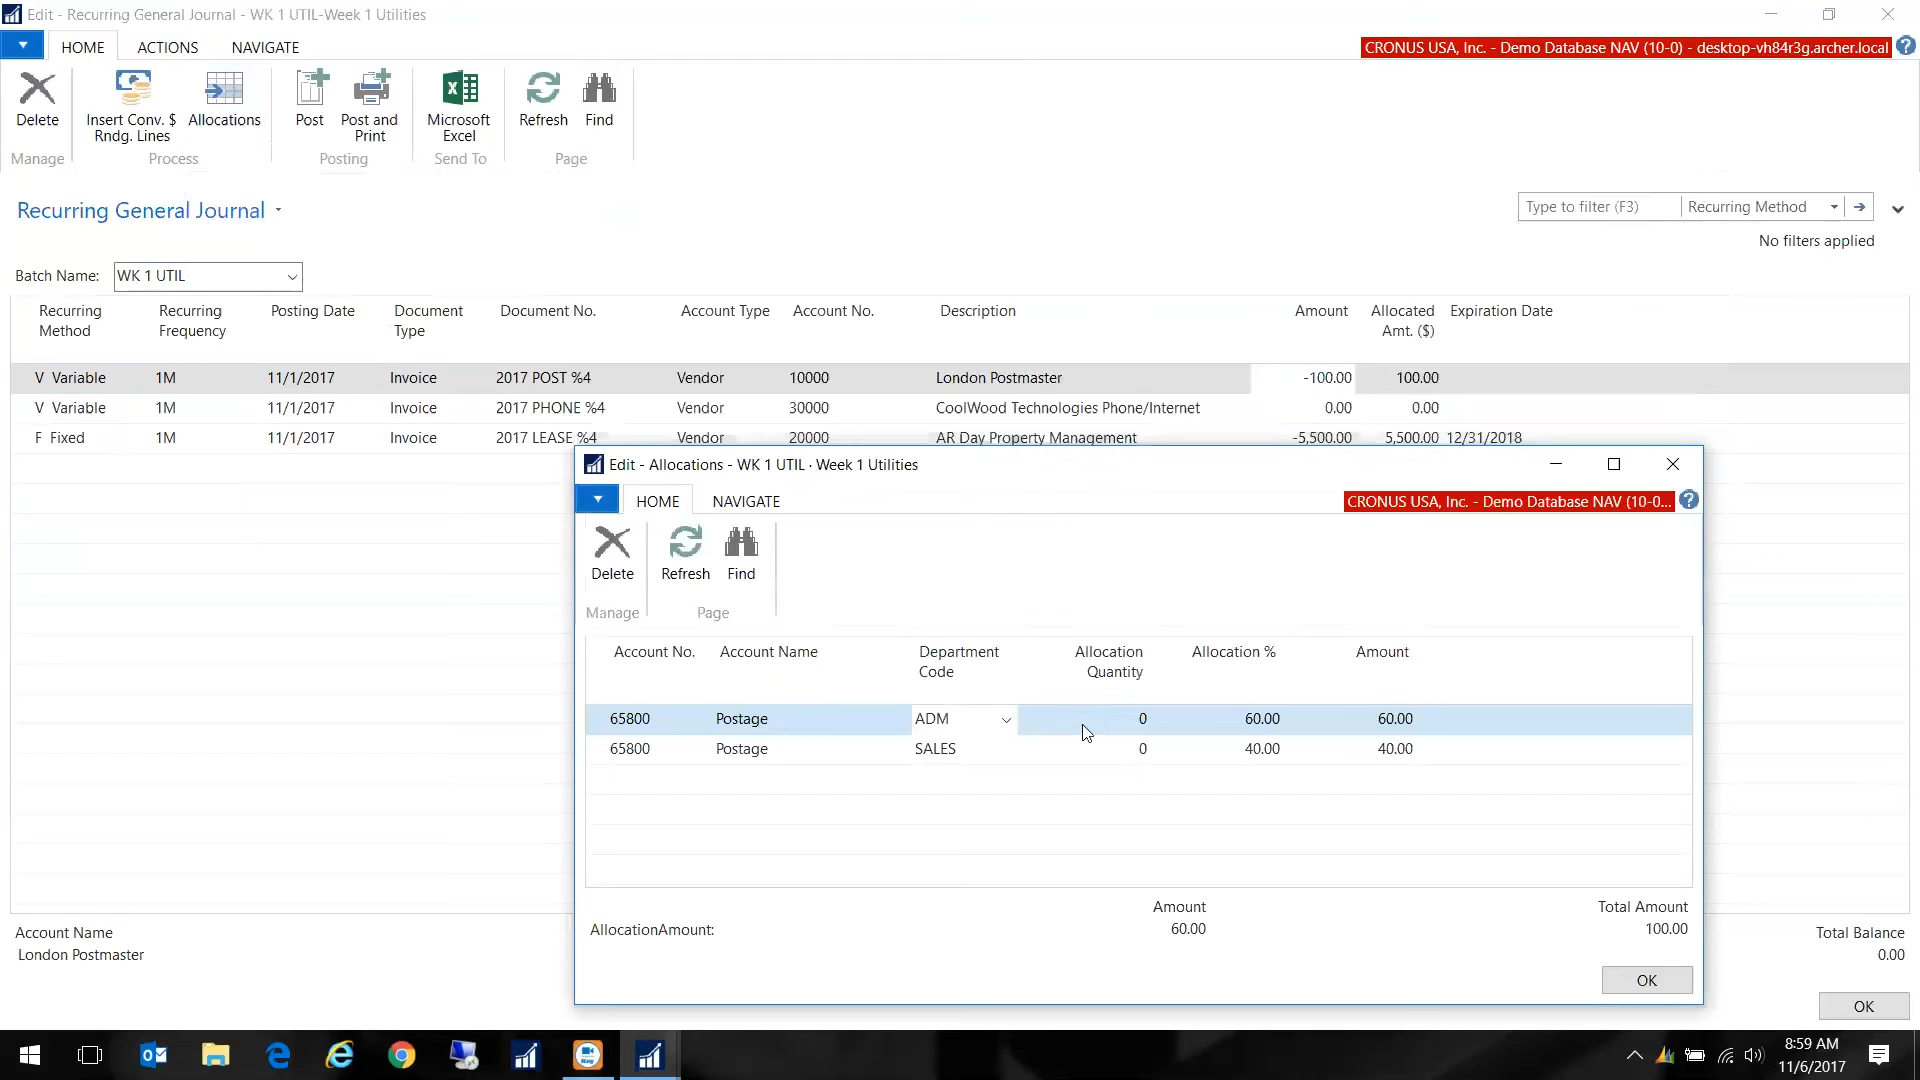 Edit - Recurring General Journal - WK 1 UTIL-Week 1 Utilities
HOME ACTIONS NAVIGATE
CRONUS USA, Inc. - Demo Database NAV (10-0) - desktop-vh84r3g.archer.local
Delete
Insert Conv. $
Rndg. Lines
Allocations
Post
Post and
Print
Microsoft
Excel
Refresh
Find
Manage Process Posting Send To Page
Recurring General Journal
Type to filter (F3) Recurring Method
No filters applied
Batch Name: WK 1 UTIL
Recurring Recurring Posting Date Document Document No. Account Type Account No. Description Amount Allocated Expiration Date
Method Frequency Type Amt. ($)
V Variable 1M 11/1/2017 Invoice 2017 POST %4 Vendor 10000 London Postmaster -100.00 100.00
V Variable 1M 11/1/2017 Invoice 2017 PHONE %4 Vendor 30000 CoolWood Technologies Phone/Internet 0.00 0.00
F Fixed 1M 11/1/2017 Invoice 2017 LEASE %4 Vendor 20000 AR Day Property Management -5,500.00 5,500.00 12/31/2018
Edit - Allocations - WK 1 UTIL · Week 1 Utilities
HOME NAVIGATE
CRONUS USA, Inc. - Demo Database NAV (10-0...
Delete Refresh Find
Manage Page
Account No. Account Name Department Allocation Allocation % Amount
Code Quantity
65800 Postage ADM 0 60.00 60.00
65800 Postage SALES 0 40.00 40.00
Amount Total Amount
AllocationAmount: 60.00 100.00
OK
Account Name Total Balance
London Postmaster 0.00
OK
8:59 AM
11/6/2017